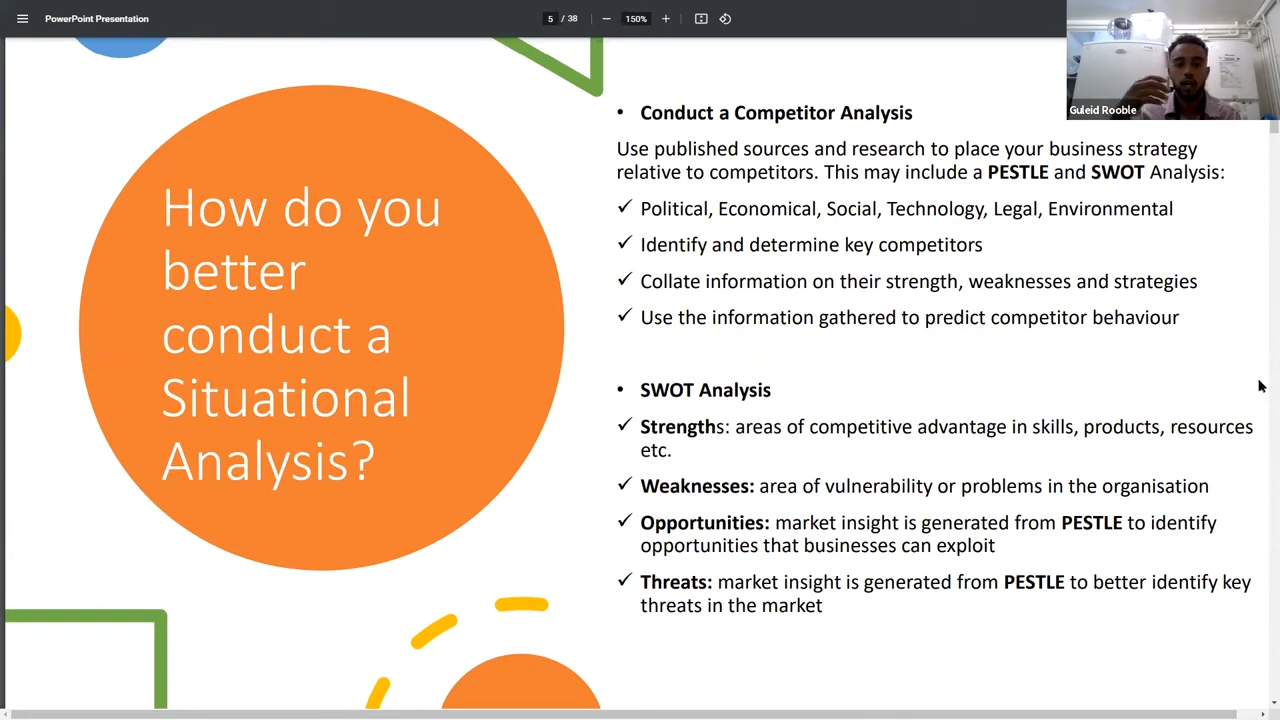 PowerPoint Presentation
5 / 38
150%
Guleid Rooble
How do you
better
conduct a
Situational
Analysis?
• Conduct a Competitor Analysis
Use published sources and research to place your business strategy
relative to competitors. This may include a PESTLE and SWOT Analysis:
✓ Political, Economical, Social, Technology, Legal, Environmental
✓ Identify and determine key competitors
✓ Collate information on their strength, weaknesses and strategies
✓ Use the information gathered to predict competitor behaviour
• SWOT Analysis
✓ Strengths: areas of competitive advantage in skills, products, resources
etc.
✓ Weaknesses: area of vulnerability or problems in the organisation
✓ Opportunities: market insight is generated from PESTLE to identify
opportunities that businesses can exploit
✓ Threats: market insight is generated from PESTLE to better identify key
threats in the market